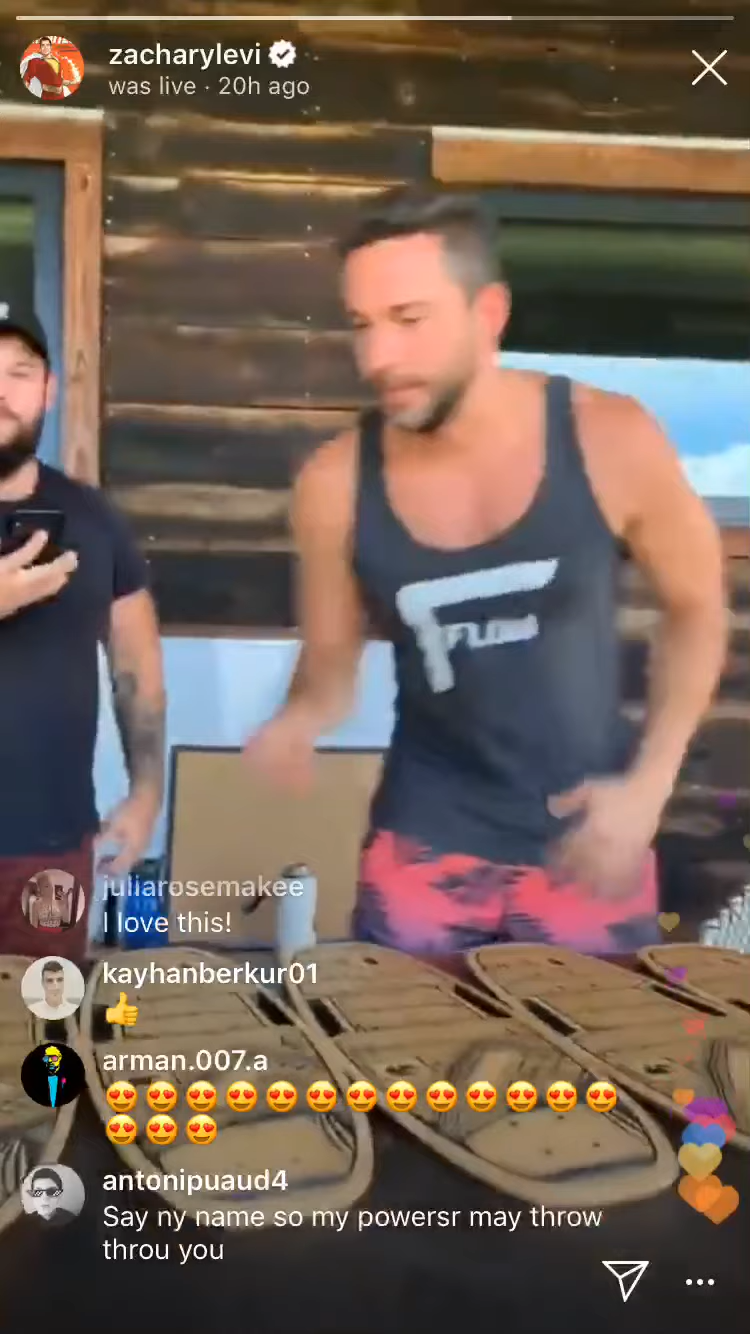 zacharylevi
was live · 20h ago
F
FLOW
juliarosemakee
I love this!
kayhanberkur01
👍
arman.007.a
😍😍😍😍😍😍😍😍😍😍😍😍😍
😍😍😍
antonipuaud4
Say ny name so my powersr may throw
throu you